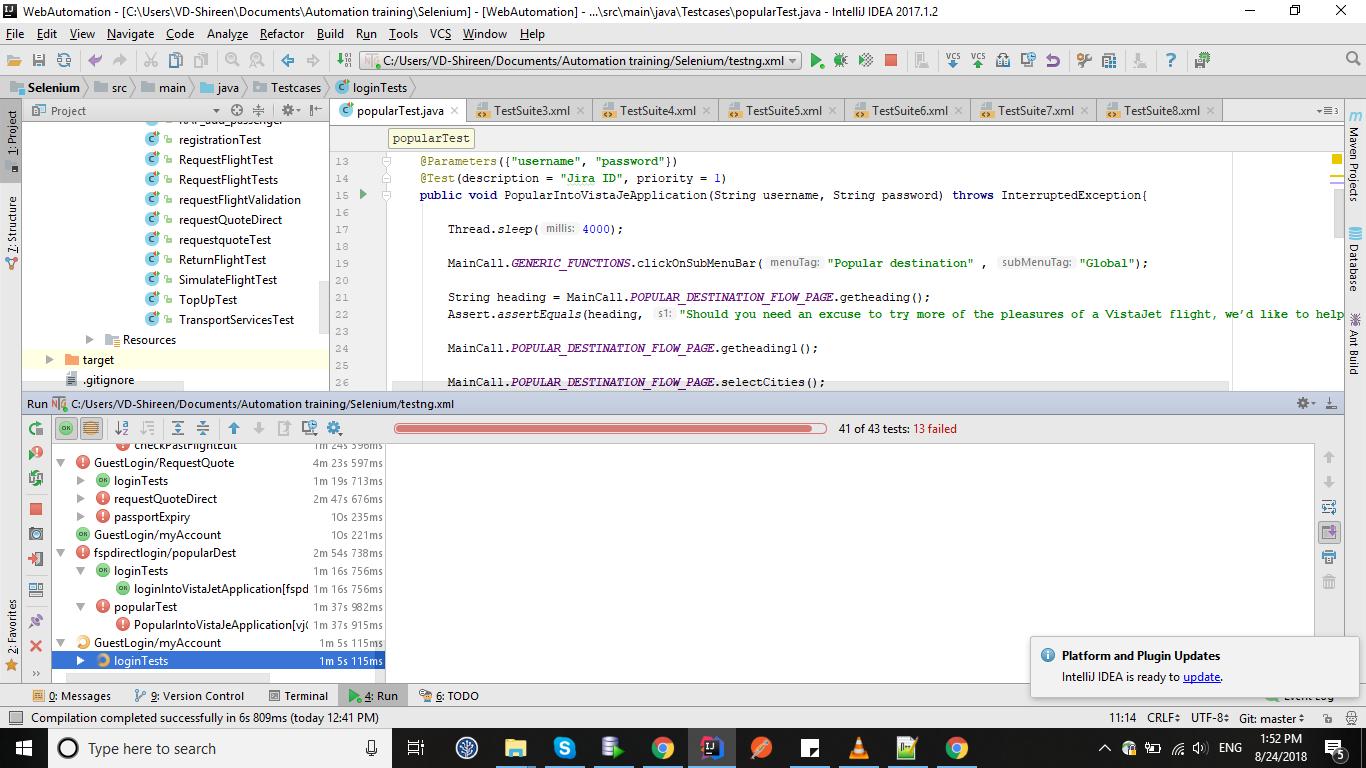 WebAutomation - [C:\Users\VD-Shireen\Documents\Automation training\Selenium] - [WebAutomation] - ...\src\main\java\Testcases\popularTest.java - IntelliJ IDEA 2017.1.2
File Edit View Navigate Code Analyze Refactor Build Run Tools VCS Window Help
C:/Users/VD-Shireen/Documents/Automation training/Selenium/testng.xml VCS VCS
Selenium src main java Testcases loginTests
1: Project
7: Structure
2: Favorites
Project
registrationTest
RequestFlightTest
RequestFlightTests
requestFlightValidation
requestQuoteDirect
requestquoteTest
ReturnFlightTest
SimulateFlightTest
TopUpTest
TransportServicesTest
Resources
target
.gitignore
popularTest.java TestSuite3.xml TestSuite4.xml TestSuite5.xml TestSuite6.xml TestSuite7.xml TestSuite8.xml
popularTest
13 @Parameters({"username", "password"})
14 @Test(description = "Jira ID", priority = 1)
15 public void PopularIntoVistaJeApplication(String username, String password) throws InterruptedException{
16
17 Thread.sleep( millis: 4000);
18
19 MainCall.GENERIC_FUNCTIONS.clickOnSubMenuBar( menuTag: "Popular destination" , subMenuTag: "Global");
20
21 String heading = MainCall.POPULAR_DESTINATION_FLOW_PAGE.getheading();
22 Assert.assertEquals(heading, s1: "Should you need an excuse to try more of the pleasures of a VistaJet flight, we'd like to help
23
24 MainCall.POPULAR_DESTINATION_FLOW_PAGE.getheading1();
25
26 MainCall.POPULAR_DESTINATION_FLOW_PAGE.selectCities();
Maven Projects
Database
Ant Build
Run C:/Users/VD-Shireen/Documents/Automation training/Selenium/testng.xml
41 of 43 tests: 13 failed
checkPastFlightEdit 1m 24s 396ms
GuestLogin/RequestQuote 4m 23s 597ms
loginTests 1m 19s 713ms
requestQuoteDirect 2m 47s 676ms
passportExpiry 10s 235ms
GuestLogin/myAccount 10s 221ms
fspdirectlogin/popularDest 2m 54s 738ms
loginTests 1m 16s 756ms
loginIntoVistaJetApplication[fspd 1m 16s 756ms
popularTest 1m 37s 982ms
PopularIntoVistaJeApplication[vj 1m 37s 915ms
GuestLogin/myAccount 1m 5s 115ms
loginTests 1m 5s 115ms
Platform and Plugin Updates
IntelliJ IDEA is ready to update.
0: Messages 9: Version Control Terminal 4: Run 6: TODO Event Log
Compilation completed successfully in 6s 809ms (today 12:41 PM) 11:14 CRLF UTF-8 Git: master
Type here to search ENG 1:52 PM
8/24/2018 5